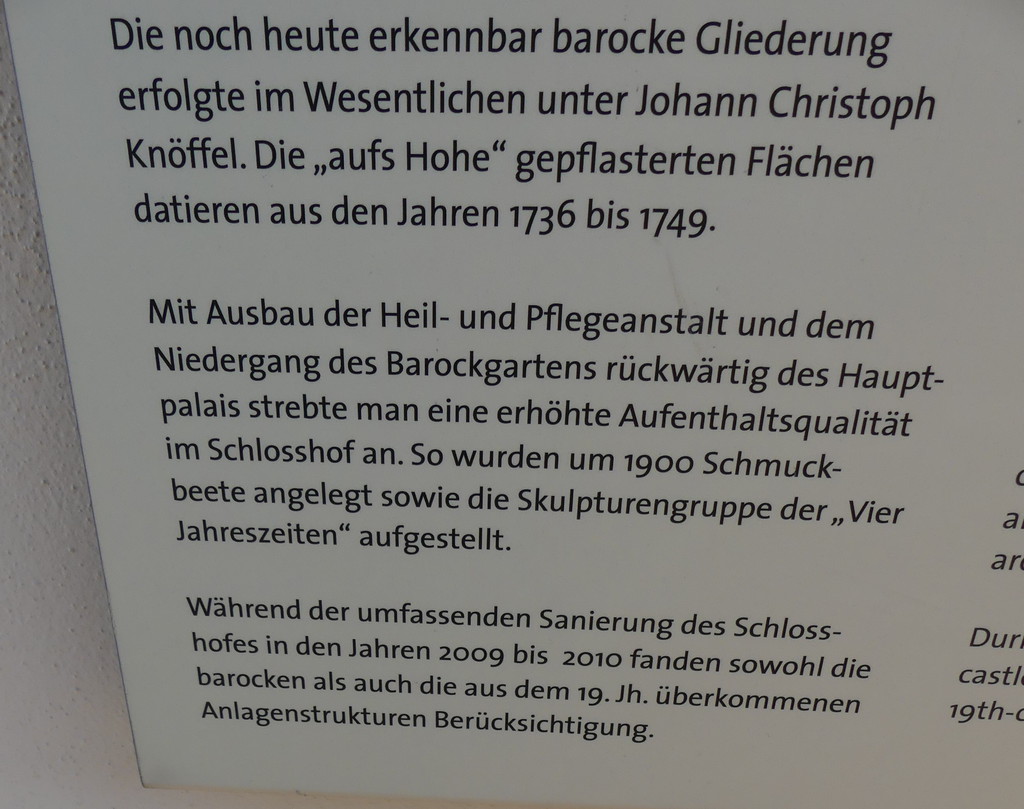 Die noch heute erkennbar barocke Gliederung
erfolgte im Wesentlichen unter Johann Christoph
Knöffel. Die „aufs Hohe“ gepflasterten Flächen
datieren aus den Jahren 1736 bis 1749.
Mit Ausbau der Heil- und Pflegeanstalt und dem
Niedergang des Barockgartens rückwärtig des Haupt-
palais strebte man eine erhöhte Aufenthaltsqualität
im Schlosshof an. So wurden um 1900 Schmuck-
beete angelegt sowie die Skulpturengruppe der „Vier
Jahreszeiten“ aufgestellt.
Während der umfassenden Sanierung des Schloss-
hofes in den Jahren 2009 bis 2010 fanden sowohl die
barocken als auch die aus dem 19. Jh. überkommenen
Anlagenstrukturen Berücksichtigung.